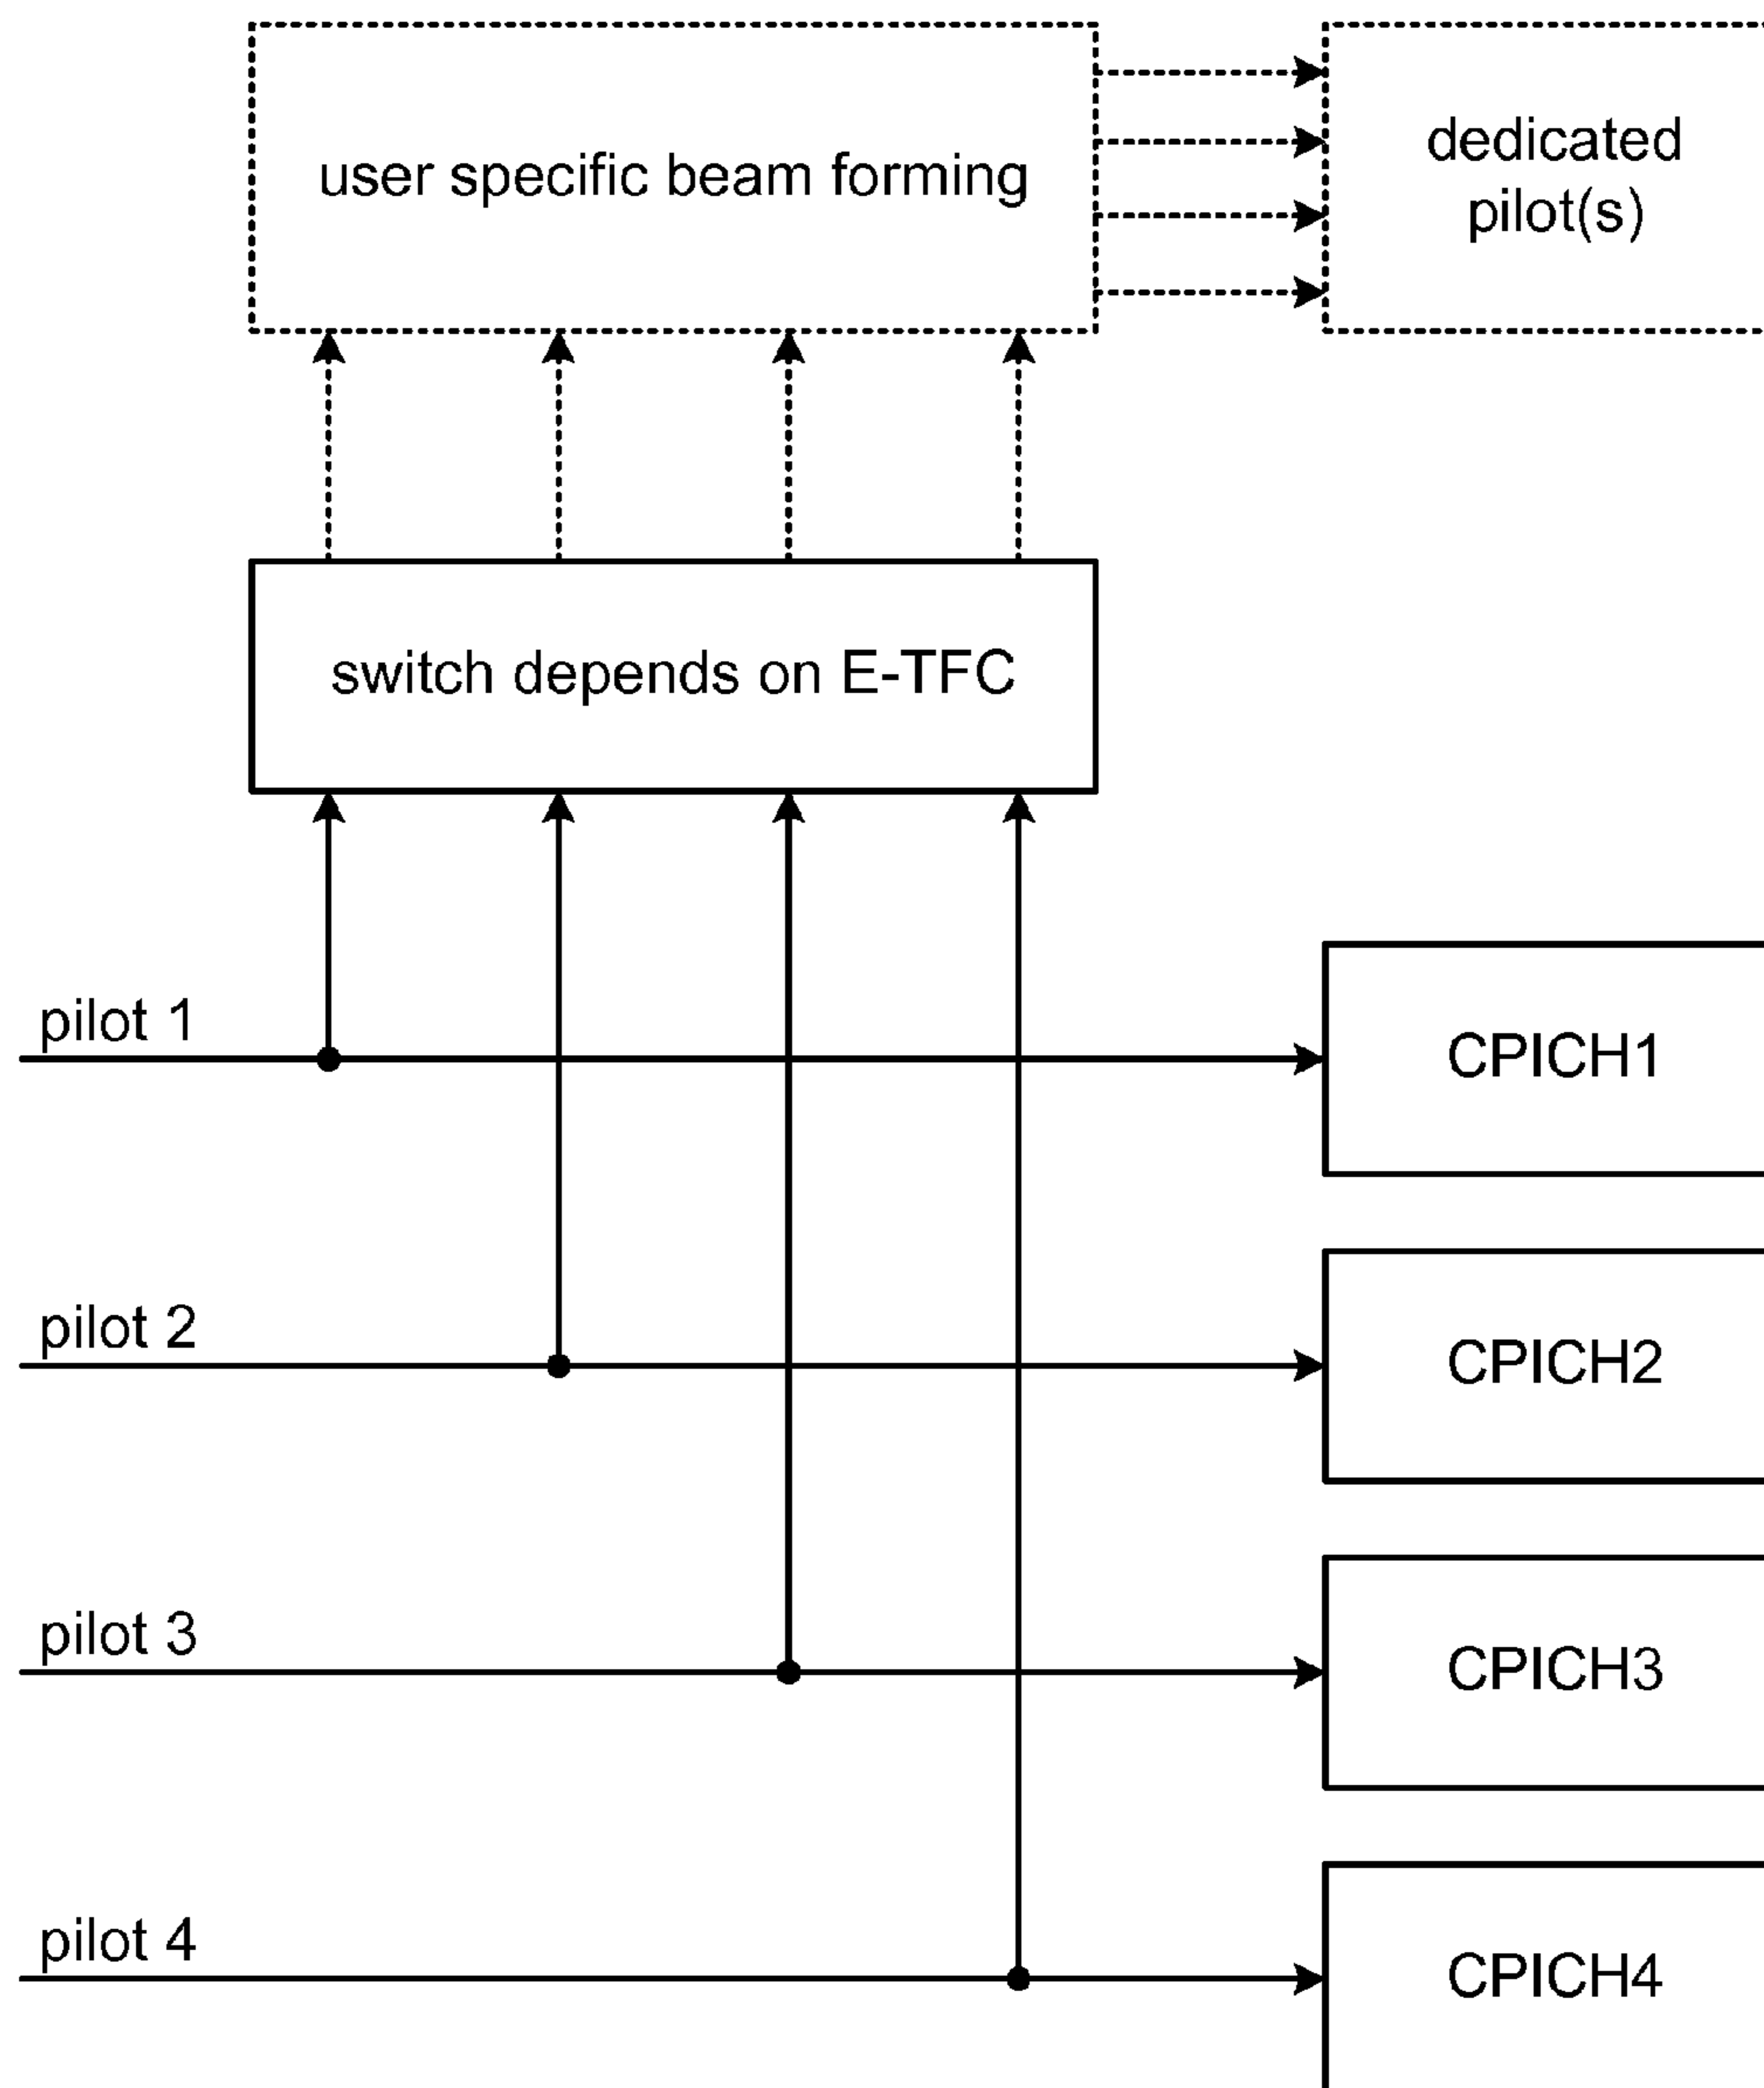 user specific beam forming
dedicated
pilot(s)
switch depends on E-TFC
pilot 1
CPICH1
pilot 2
CPICH2
pilot 3
CPICH3
pilot 4
CPICH4